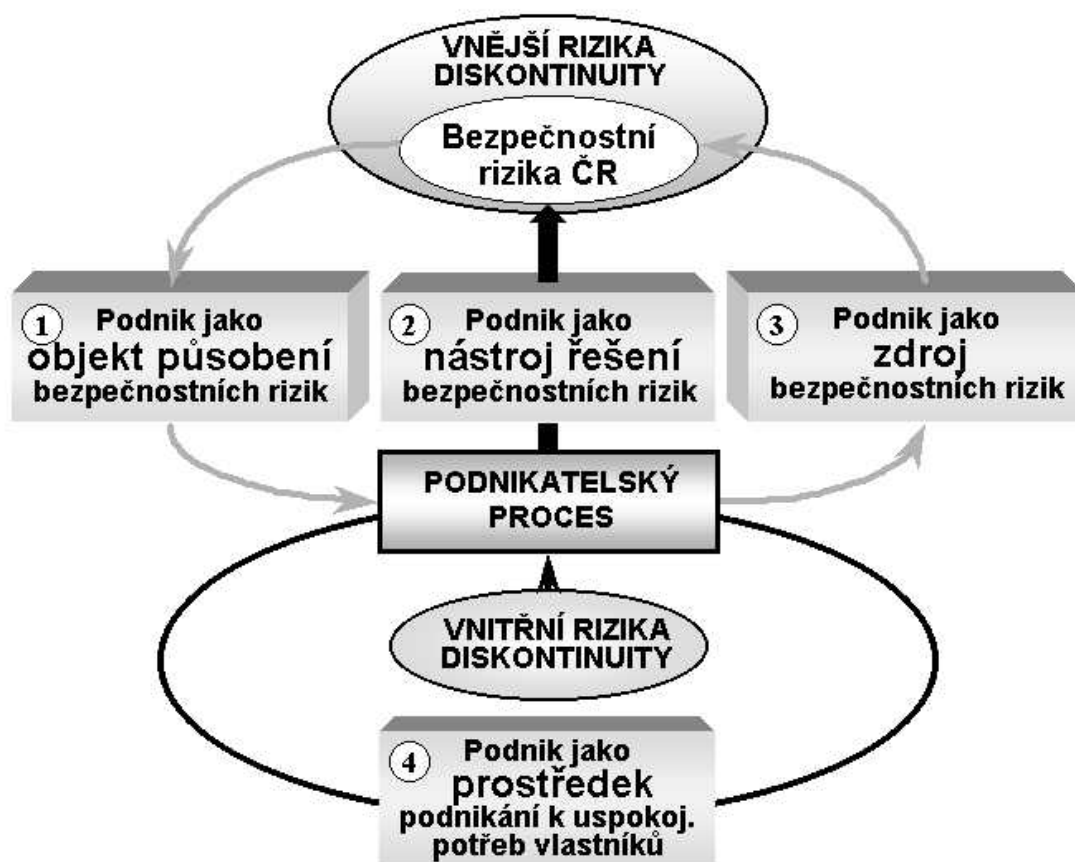 VNĚJŠÍ RIZIKA
DISKONTINUITY
Bezpečnostní
rizika ČR
1
Podnik jako
objekt působení
bezpečnostních rizik
2
Podnik jako
nástroj řešení
bezpečnostních rizik
3
Podnik jako
zdroj
bezpečnostních rizik
PODNIKATELSKÝ
PROCES
VNITŘNÍ RIZIKA
DISKONTINUITY
4
Podnik jako
prostředek
podnikání k uspokoj.
potřeb vlastníků